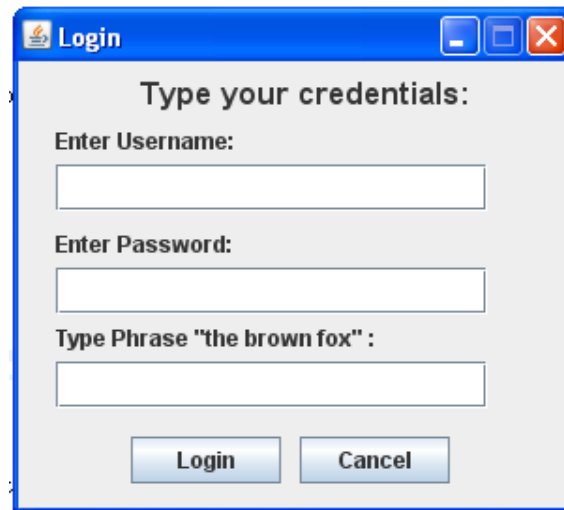 Login
Type your credentials:
Enter Username:
Enter Password:
Type Phrase "the brown fox" :
Login Cancel